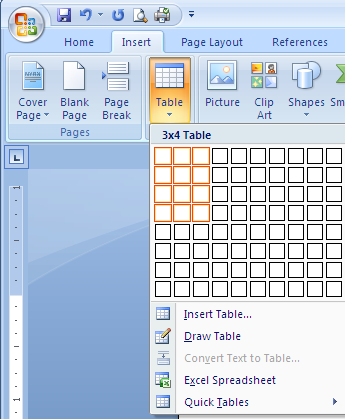 Home Insert Page Layout References
Cover Page Blank Page Page Break Table Picture Clip Art Shapes
Pages
3x4 Table
Insert Table...
Draw Table
Convert Text to Table...
Excel Spreadsheet
Quick Tables